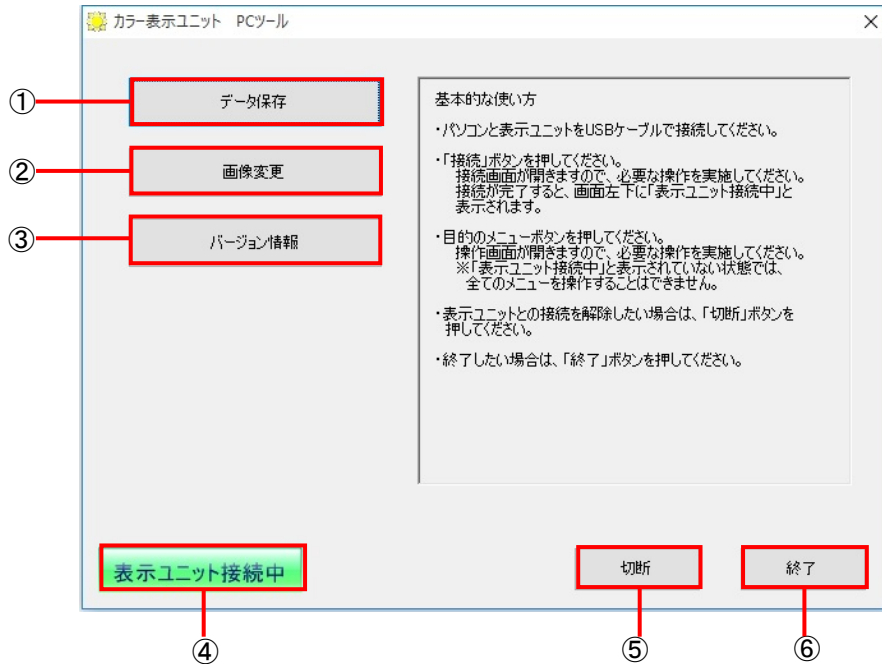 カラー表示ユニット PCツール
①
データ保存
②
画像変更
③
バージョン情報
基本的な使い方
・パソコンと表示ユニットをUSBケーブルで接続してください。
・「接続」ボタンを押してください。
接続画面が開きますので、必要な操作を実施してください。
接続が完了すると、画面左下に「表示ユニット接続中」と
表示されます。
・目的のメニューボタンを押してください。
操作画面が開きますので、必要な操作を実施してください。
※「表示ユニット接続中」と表示されていない状態では、
全てのメニューを操作することはできません。
・表示ユニットとの接続を解除したい場合は、「切断」ボタンを
押してください。
・終了したい場合は、「終了」ボタンを押してください。
表示ユニット接続中
切断
終了
④
⑤
⑥